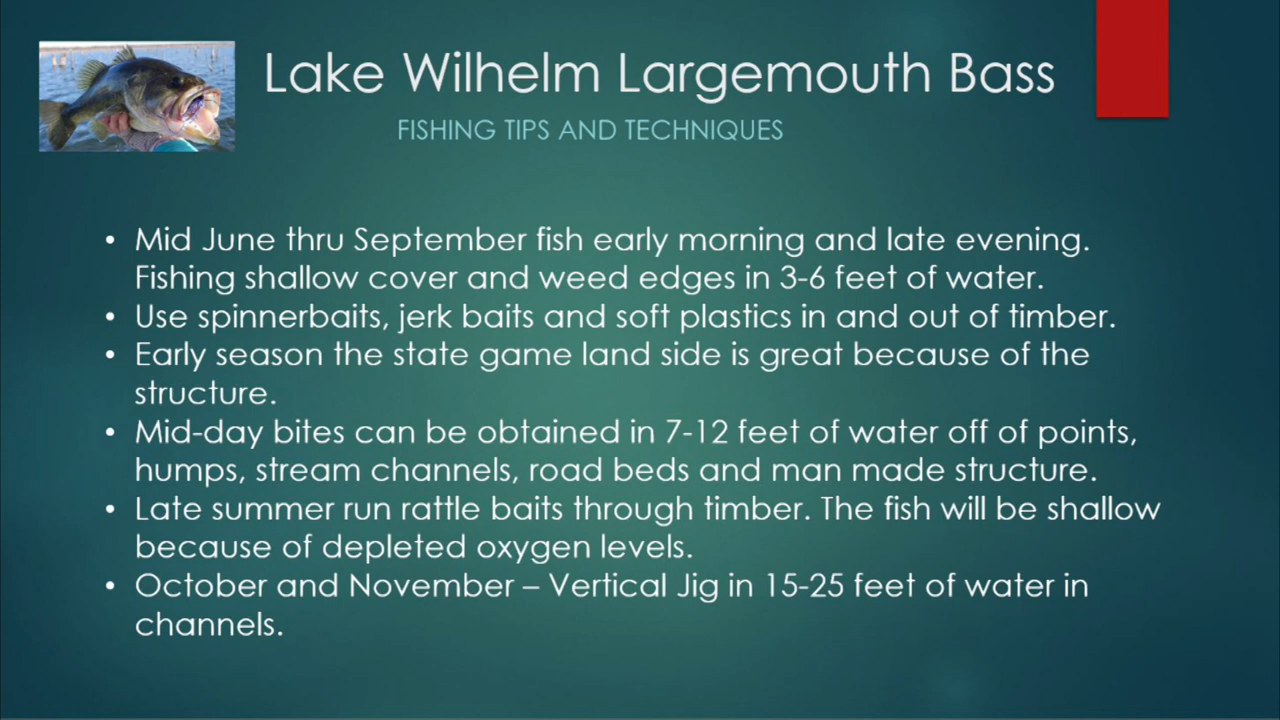 Lake Wilhelm Largemouth Bass
FISHING TIPS AND TECHNIQUES
• Mid June thru September fish early morning and late evening.
Fishing shallow cover and weed edges in 3-6 feet of water.
• Use spinnerbaits, jerk baits and soft plastics in and out of timber.
• Early season the state game land side is great because of the
structure.
• Mid-day bites can be obtained in 7-12 feet of water off of points,
humps, stream channels, road beds and man made structure.
• Late summer run rattle baits through timber. The fish will be shallow
because of depleted oxygen levels.
• October and November – Vertical Jig in 15-25 feet of water in
channels.